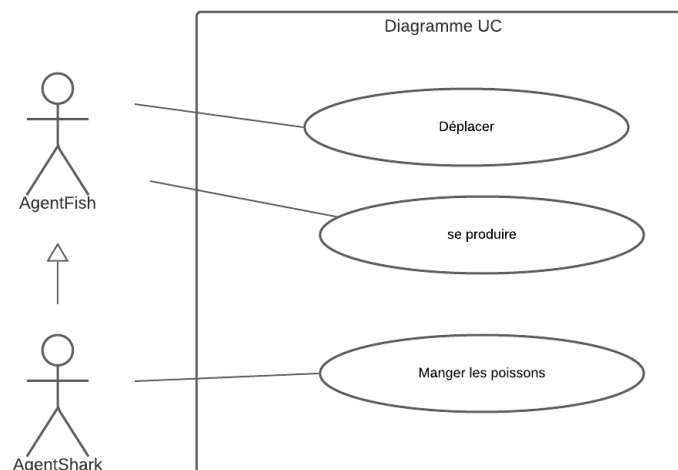 Diagramme UC
Déplacer
AgentFish
se produire
Manger les poissons
AgentShark